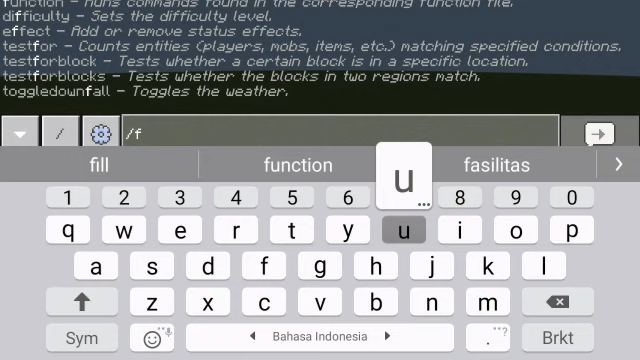 function – Runs commands found in the corresponding function file.
difficulty – Sets the difficulty level.
effect – Add or remove status effects.
testfor – Counts entities (players, mobs, items, etc.) matching specified conditions.
testforblock – Tests whether a certain block is in a specific location.
testforblocks – Tests whether the blocks in two regions match.
toggledownfall – Toggles the weather.
/ /f
fill function u fasilitas
1 2 3 4 5 6 8 9 0
q w e r t y u i o p
a s d f g h j k l
z x c v b n m
Sym Bahasa Indonesia . ? Brkt